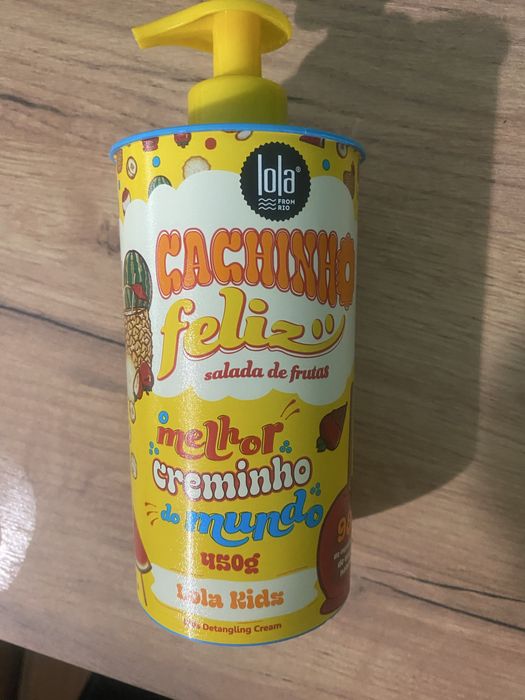 lola®
FROM
RIO
CACHINHO
feliz
salada de frutas
o melhor
creminho
do mundo
450g
Lola Kids
Detangling Cream